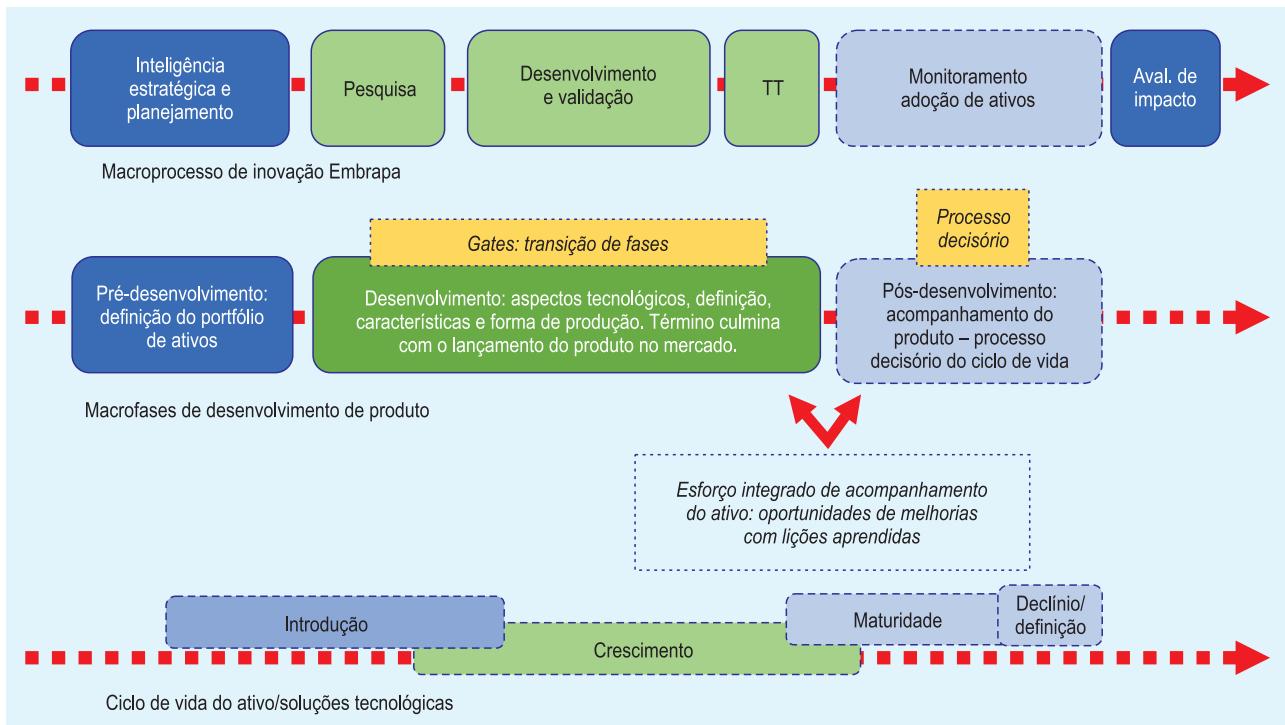 Inteligência
estratégica e
planejamento
Pesquisa
Desenvolvimento
e validação
TT
Monitoramento
adoção de ativos
Aval. de
impacto
Macroprocesso de inovação Embrapa
Gates: transição de fases
Processo
decisório
Pré-desenvolvimento:
definição do portfólio
de ativos
Desenvolvimento: aspectos tecnológicos, definição,
características e forma de produção. Término culmina
com o lançamento do produto no mercado.
Pós-desenvolvimento:
acompanhamento do
produto – processo
decisório do ciclo de vida
Macrofases de desenvolvimento de produto
Esforço integrado de acompanhamento
do ativo: oportunidades de melhorias
com lições aprendidas
Introdução
Crescimento
Maturidade
Declínio/
definição
Ciclo de vida do ativo/soluções tecnológicas